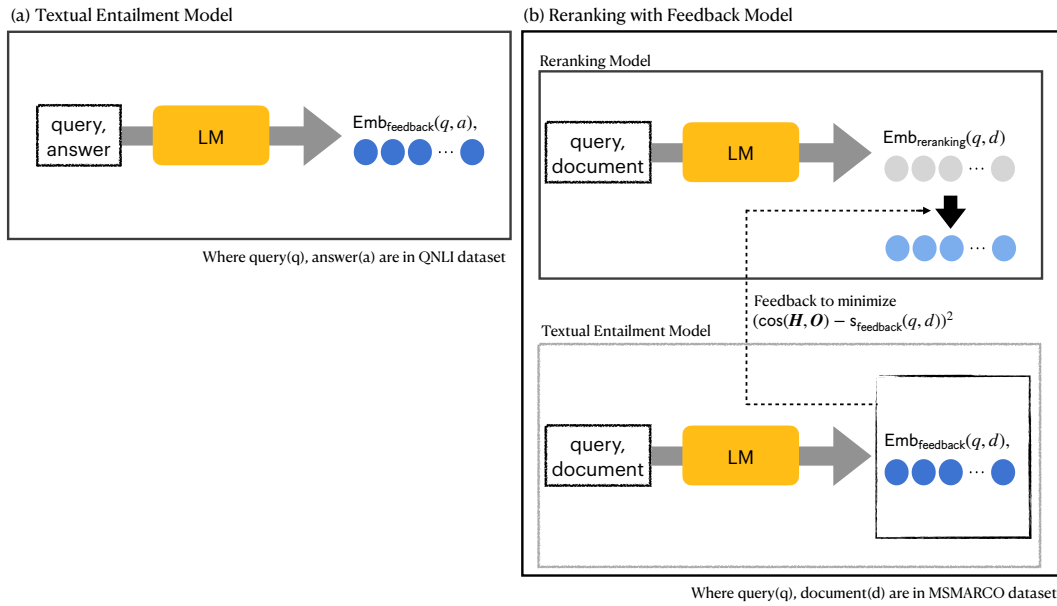 (a) Textual Entailment Model
query,
answer
LM
Emb_feedback(q, a),
...
Where query(q), answer(a) are in QNLI dataset
(b) Reranking with Feedback Model
Reranking Model
query,
document
LM
Emb_reranking(q, d)
...
...
Feedback to minimize
(cos(H, O) − s_feedback(q, d))²
Textual Entailment Model
query,
document
LM
Emb_feedback(q, d),
...
Where query(q), document(d) are in MSMARCO dataset